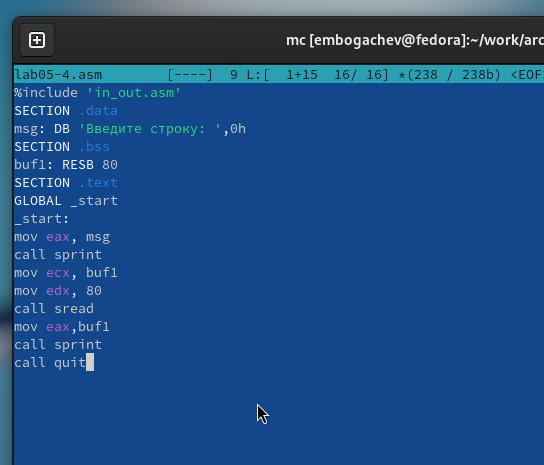 mc [embogachev@fedora]:~/work/arc
lab05-4.asm [----] 9 L:[ 1+15 16/ 16] *(238 / 238b) <EOF>
%include 'in_out.asm'
SECTION .data
msg: DB 'Введите строку: ',0h
SECTION .bss
buf1: RESB 80
SECTION .text
GLOBAL _start
_start:
mov eax, msg
call sprint
mov ecx, buf1
mov edx, 80
call sread
mov eax,buf1
call sprint
call quit